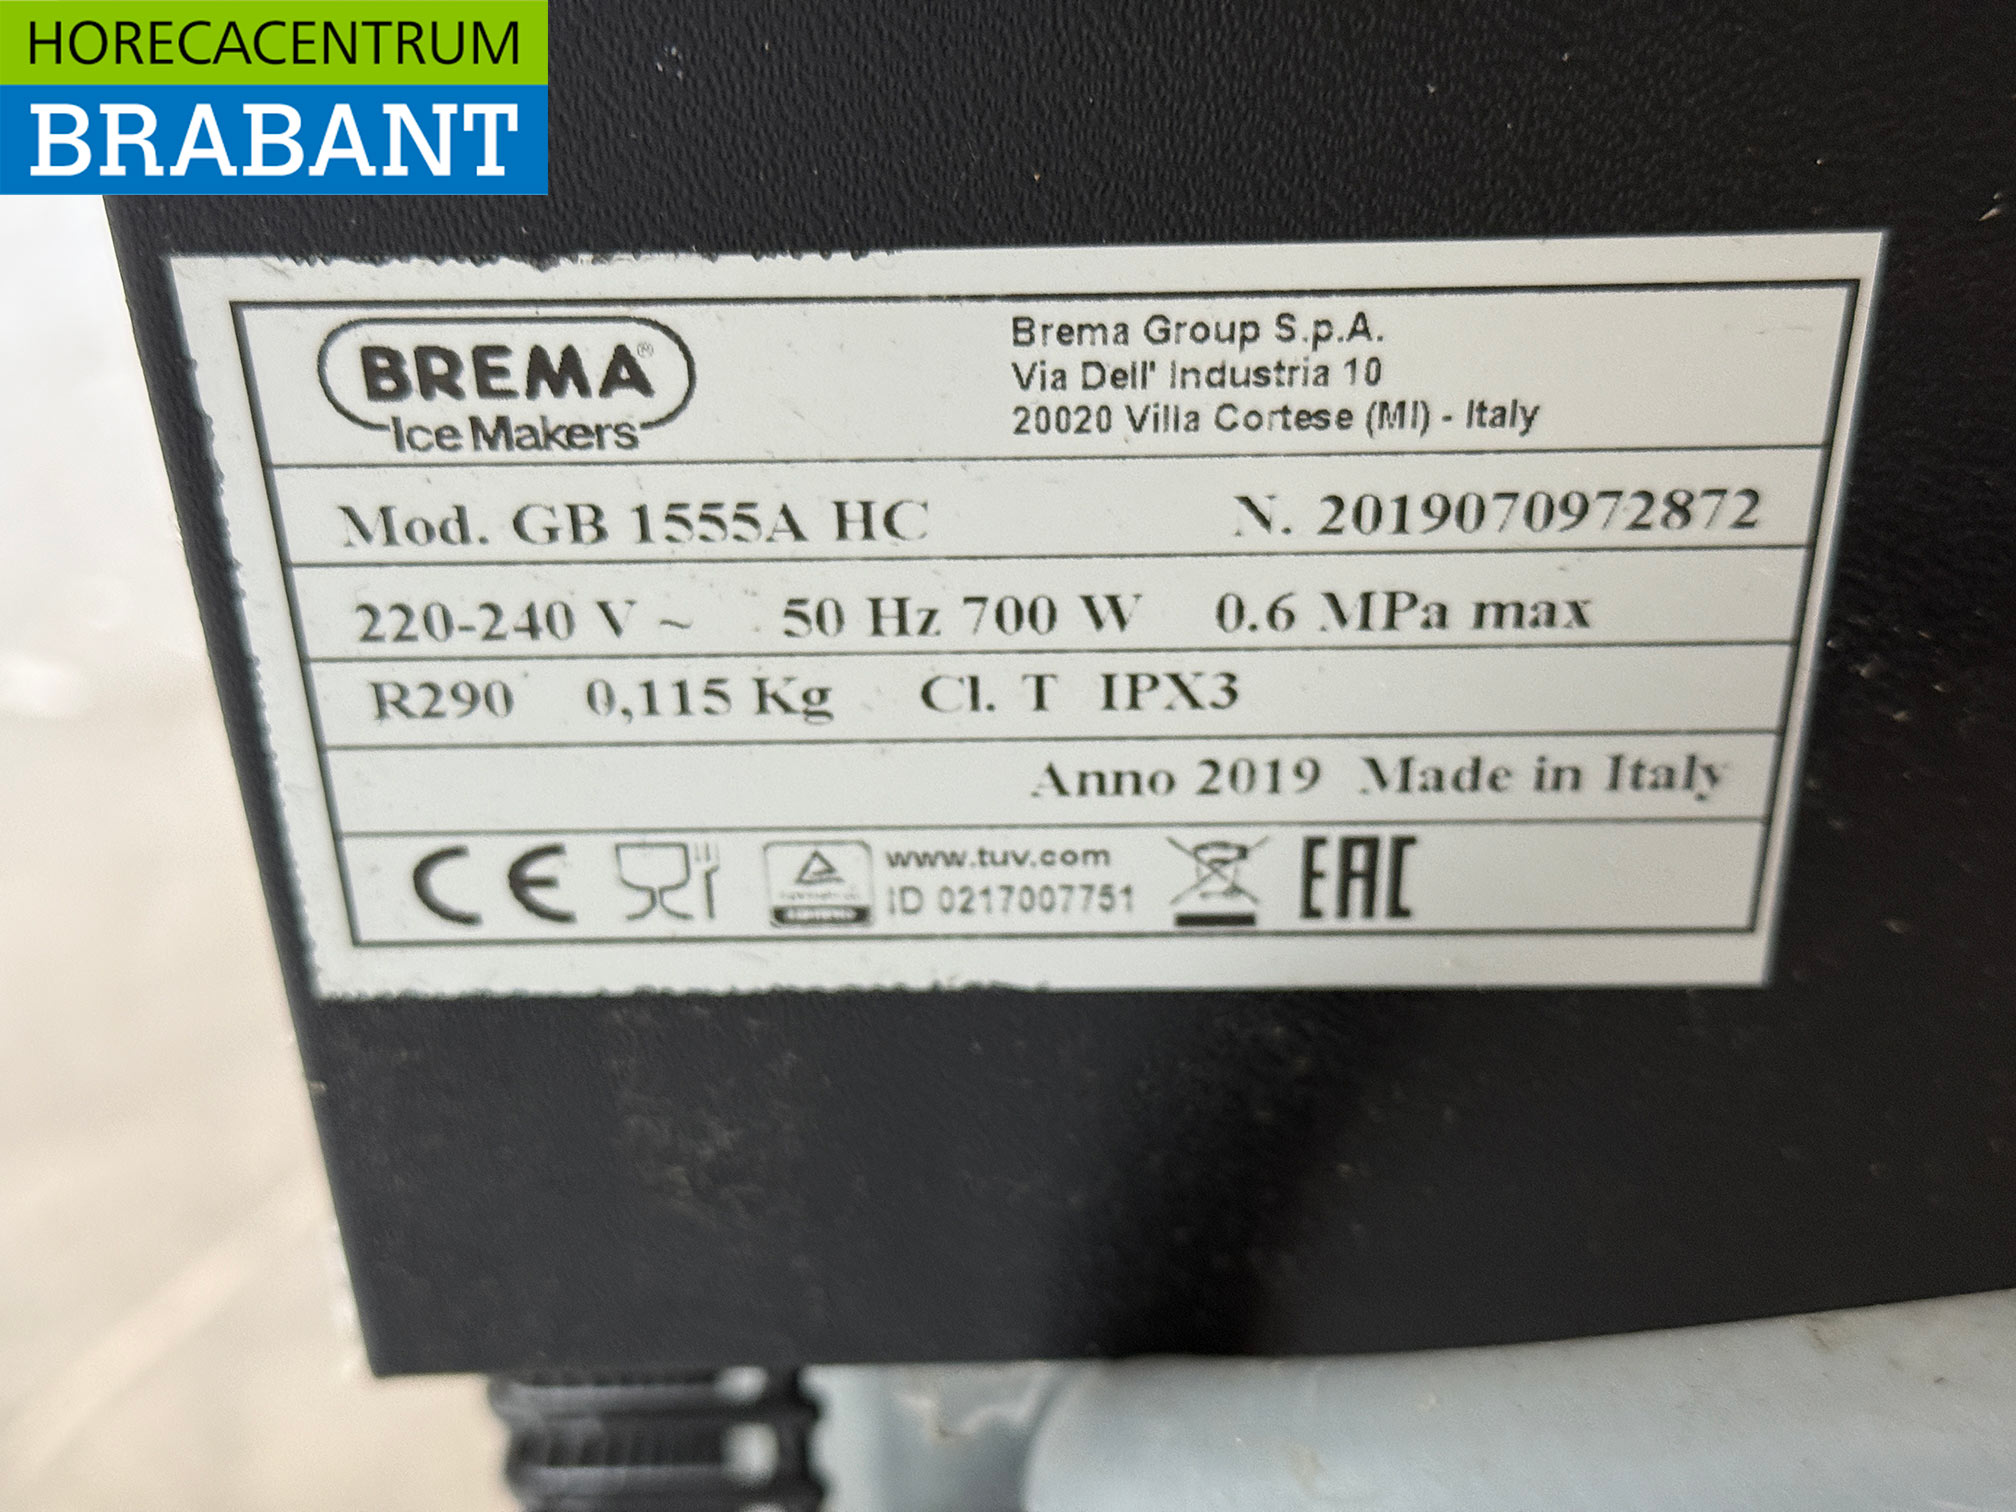 HORECACENTRUM
BRABANT
BREMA®
Ice Makers
Brema Group S.p.A.
Via Dell' Industria 10
20020 Villa Cortese (MI) - Italy
Mod. GB 1555A HC N. 2019070972872
220-240 V ~ 50 Hz 700 W 0.6 MPa max
R290 0,115 Kg Cl. T IPX3
Anno 2019 Made in Italy
CE www.tuv.com
ID 0217007751
EAC